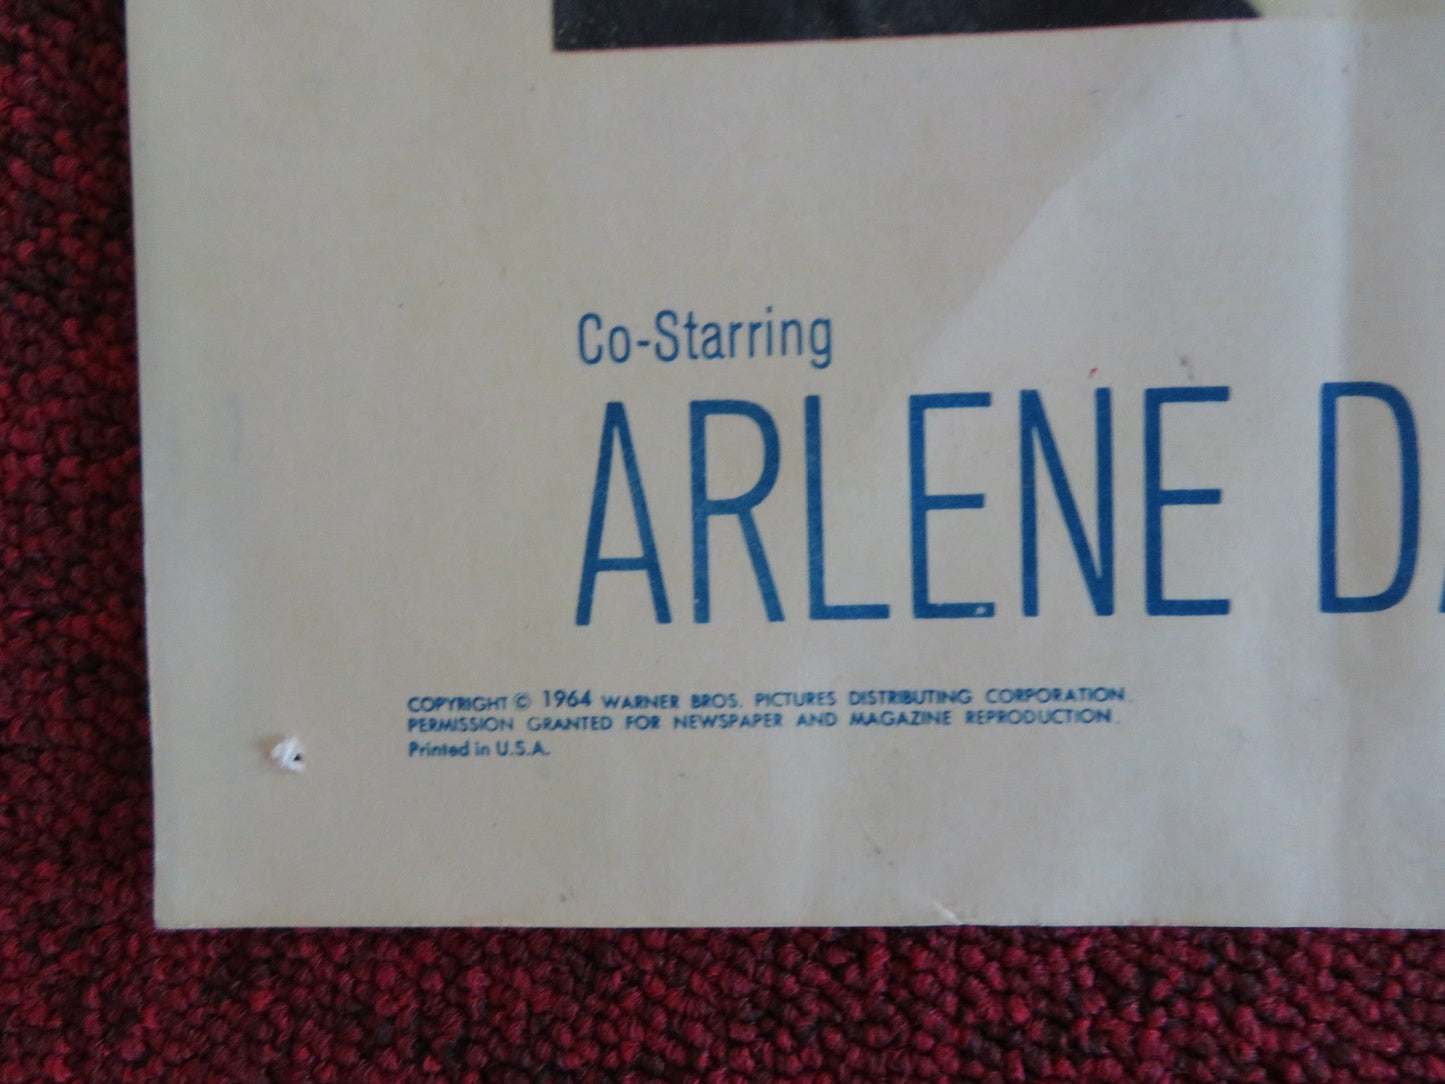 Co-Starring
ARLENE
COPYRIGHT © 1964 WARNER BROS. PICTURES DISTRIBUTING CORPORATION.
PERMISSION GRANTED FOR NEWSPAPER AND MAGAZINE REPRODUCTION.
Printed in U.S.A.